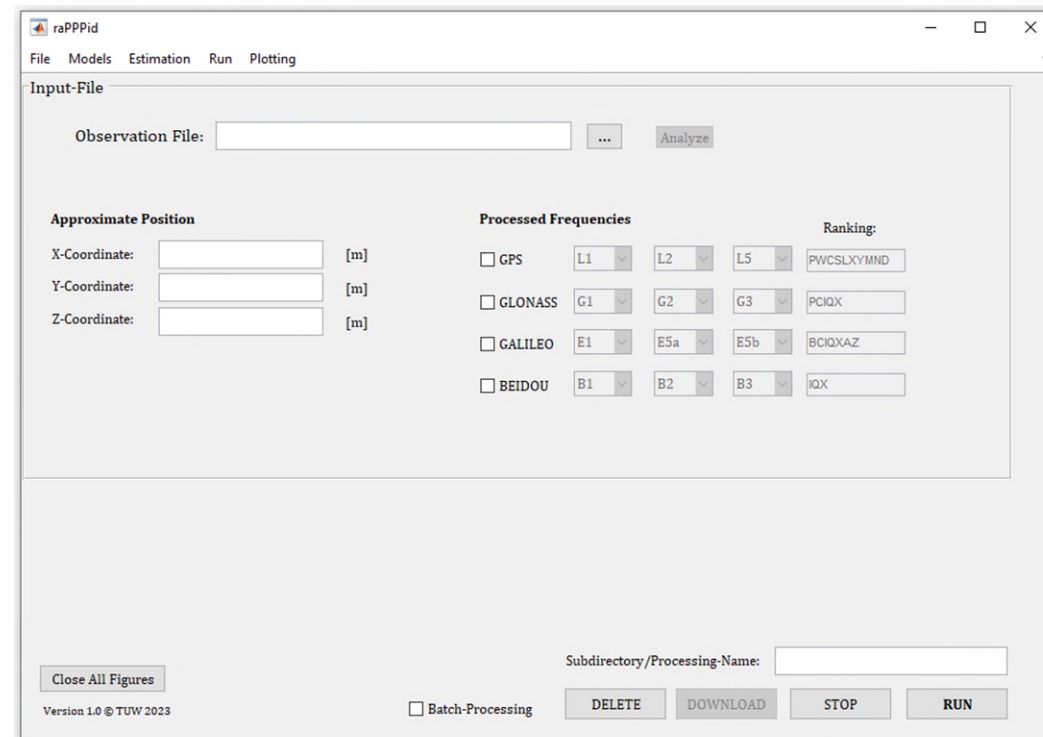 raPPPid
File Models Estimation Run Plotting
Input-File
Observation File: ... Analyze
Approximate Position
X-Coordinate: [m]
Y-Coordinate: [m]
Z-Coordinate: [m]
Processed Frequencies
Ranking:
GPS L1 L2 L5 PWCSLXYMND
GLONASS G1 G2 G3 PCIQX
GALILEO E1 E5a E5b BCIQXAZ
BEIDOU B1 B2 B3 IQX
Subdirectory/Processing-Name:
Close All Figures
Version 1.0 © TUW 2023
Batch-Processing DELETE DOWNLOAD STOP RUN